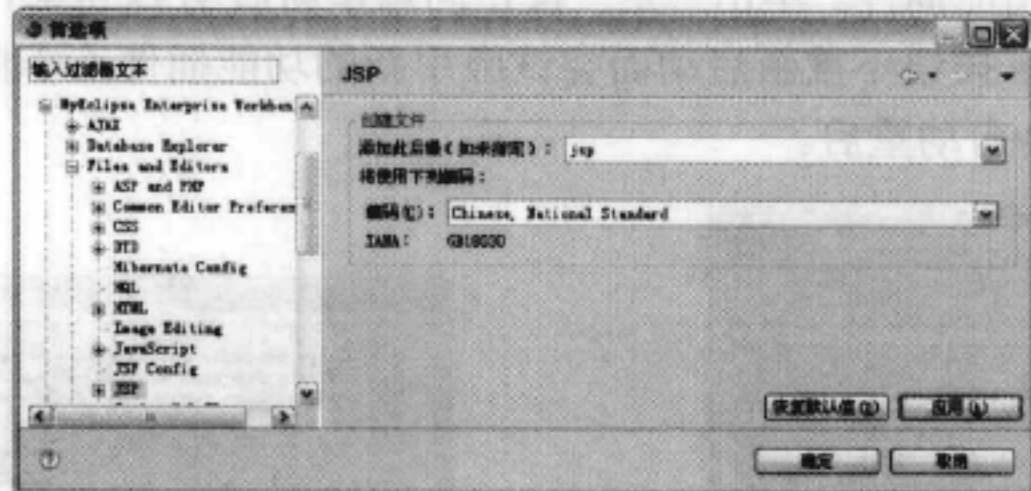 首选项
输入过滤器文本
MyEclipse Enterprise Workben
AJAX
Database Explorer
Files and Editors
ASP and PHP
Common Editor Preferen
CSS
DTD
Hibernate Config
HQL
HTML
Image Editing
JavaScript
JSF Config
JSP
JSP
创建文件
添加此后缀(如未指定): jsp
将使用下列编码:
编码(E): Chinese, National Standard
IANA: GB18030
恢复默认值(D) 应用(A)
确定 取消